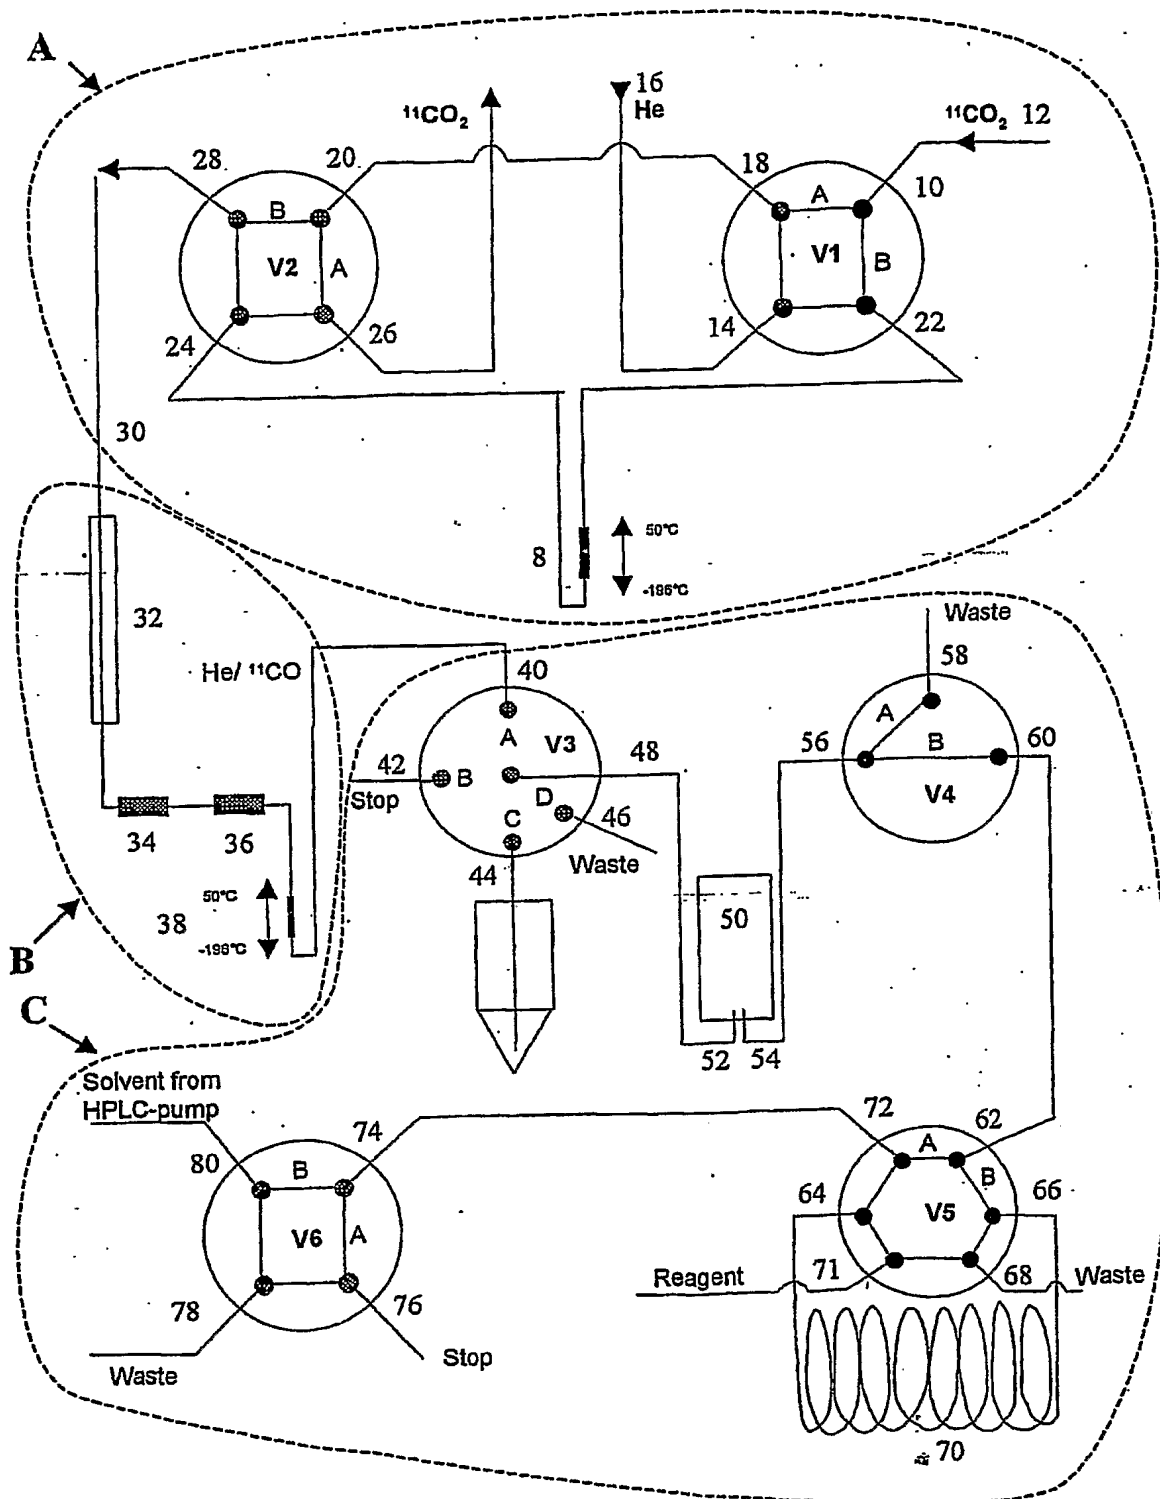 A
16
He
¹¹CO₂
¹¹CO₂ 12
28
20
18
10
B
V2
A
A
V1
B
24
26
14
22
30
8
50°C
-196°C
32
Waste
He/ ¹¹CO
40
58
A
V3
48
56
A
B
60
V4
42
B
Stop
D
C
46
Waste
44
34
36
38
50°C
-196°C
50
B
C
52
54
Solvent from
HPLC-pump
74
72
62
80
B
A
B
64
V5
66
V6
A
Reagent
71
68
Waste
78
76
Waste
Stop
70